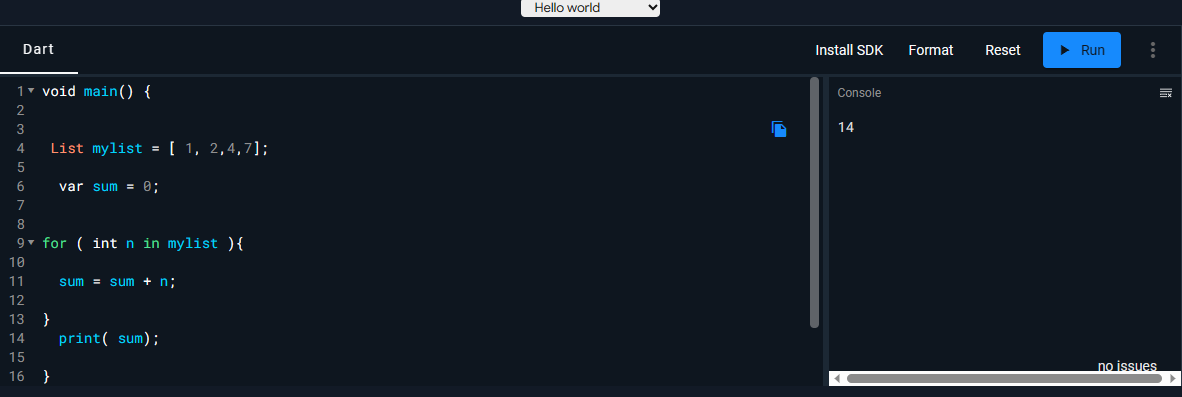 Hello world
Dart
Install SDK Format Reset Run
1 void main() {
2
3
4 List mylist = [ 1, 2,4,7];
5
6 var sum = 0;
7
8
9 for ( int n in mylist ){
10
11 sum = sum + n;
12
13 }
14 print( sum);
15
16 }
Console
14
no issues